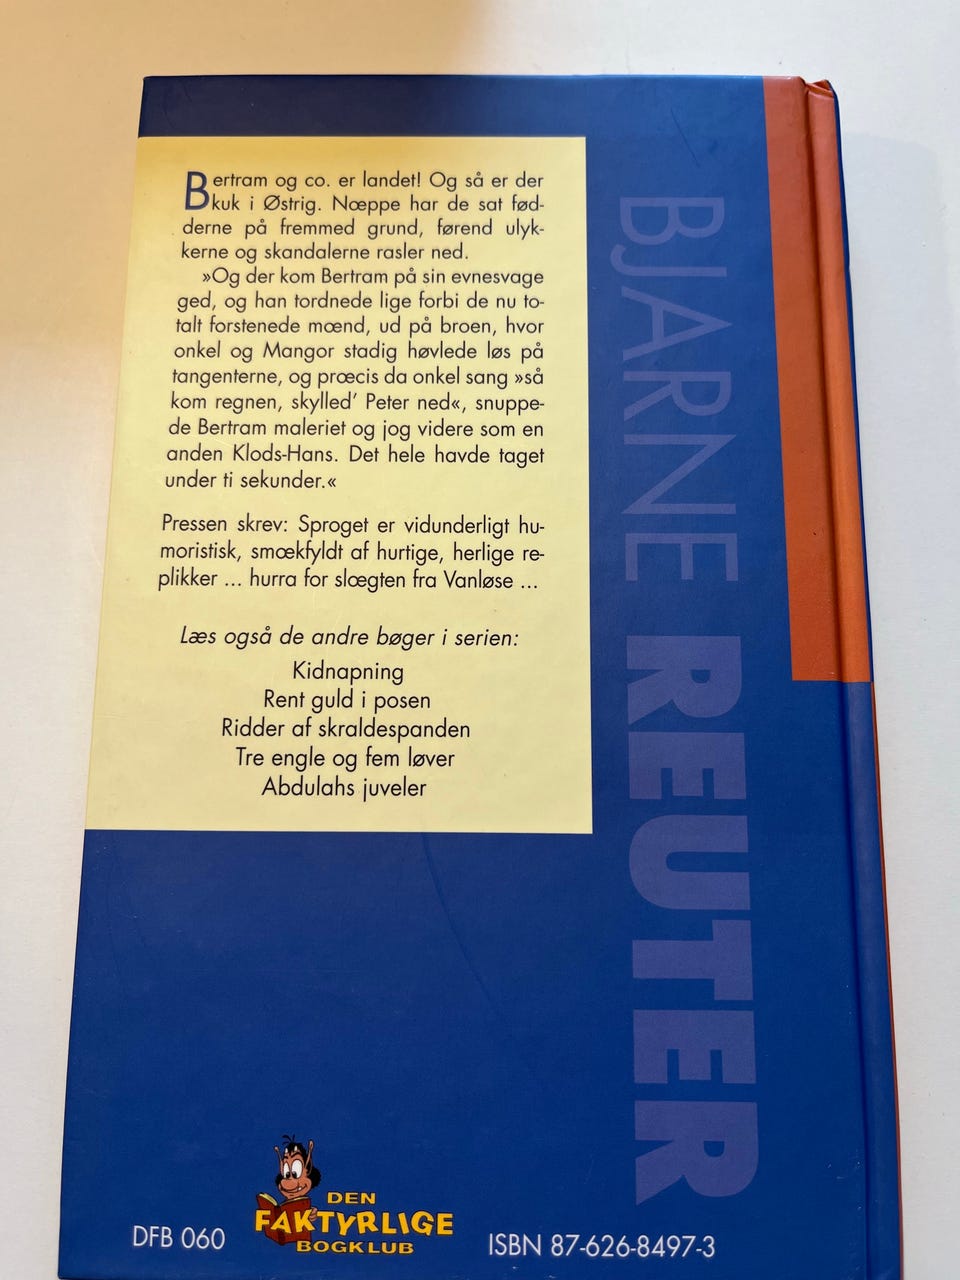 Bertram og co. er landet! Og så er der
kuk i Østrig. Næppe har de sat fød-
derne på fremmed grund, førend ulyk-
kerne og skandalerne rasler ned.
»Og der kom Bertram på sin evnesvage
ged, og han tordnede lige forbi de nu to-
talt forstenede mænd, ud på broen, hvor
onkel og Mangor stadig høvlede løs på
tangenterne, og præcis da onkel sang »så
kom regnen, skylled' Peter ned«, snuppe-
de Bertram maleriet og jog videre som en
anden Klods-Hans. Det hele havde taget
under ti sekunder.«
Pressen skrev: Sproget er vidunderligt hu-
moristisk, smækfyldt af hurtige, herlige re-
plikker ... hurra for slægten fra Vanløse ...
Læs også de andre bøger i serien:
Kidnapning
Rent guld i posen
Ridder af skraldespanden
Tre engle og fem løver
Abdulahs juveler
BJARNE REUTER
DFB 060
DEN
FAKTYRLIGE
BOGKLUB
ISBN 87-626-8497-3